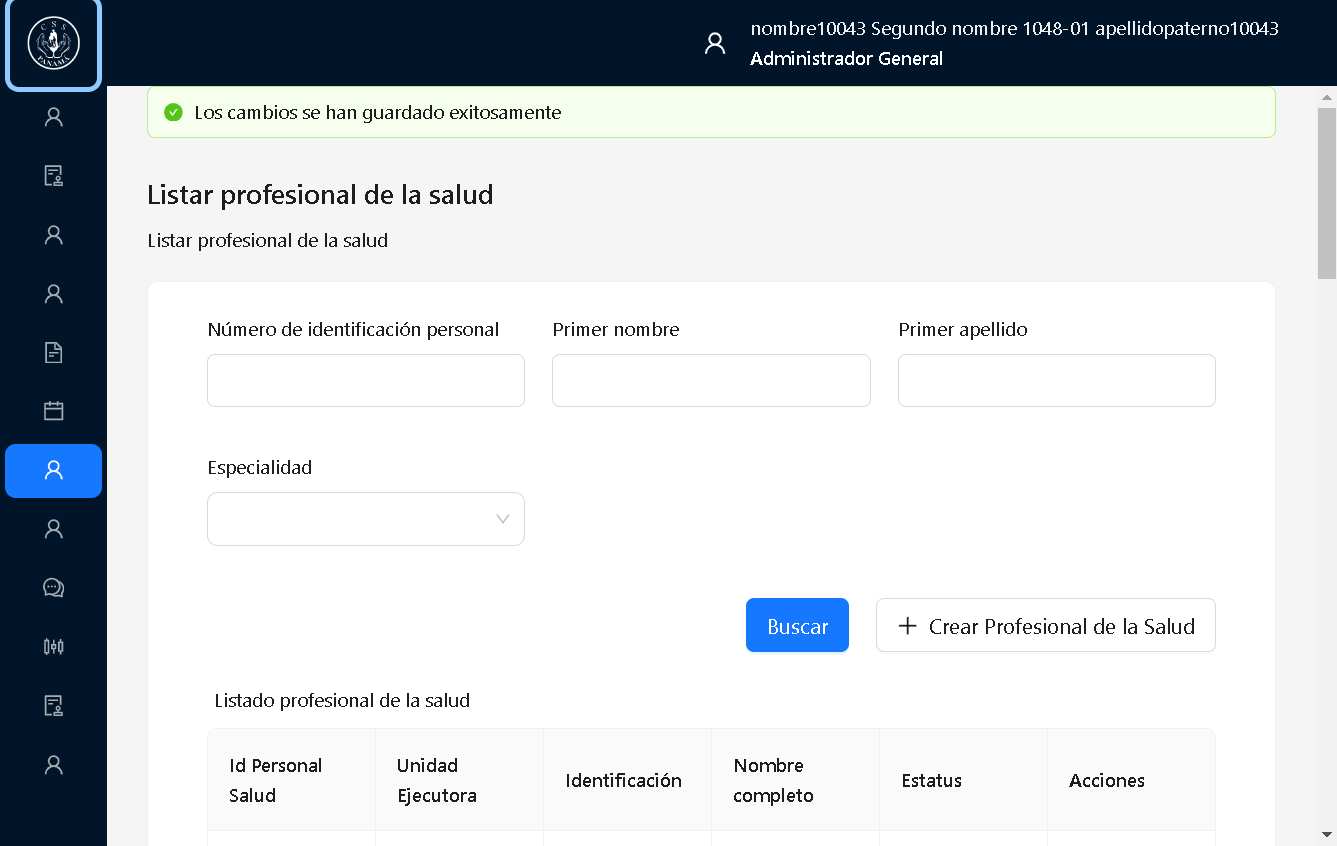 CSS
PANAMÁ
nombre10043 Segundo nombre 1048-01 apellidopaterno10043
Administrador General
Los cambios se han guardado exitosamente
Listar profesional de la salud
Listar profesional de la salud
Número de identificación personal
Primer nombre
Primer apellido
Especialidad
Buscar
Crear Profesional de la Salud
Listado profesional de la salud
Id Personal Salud
Unidad Ejecutora
Identificación
Nombre completo
Estatus
Acciones